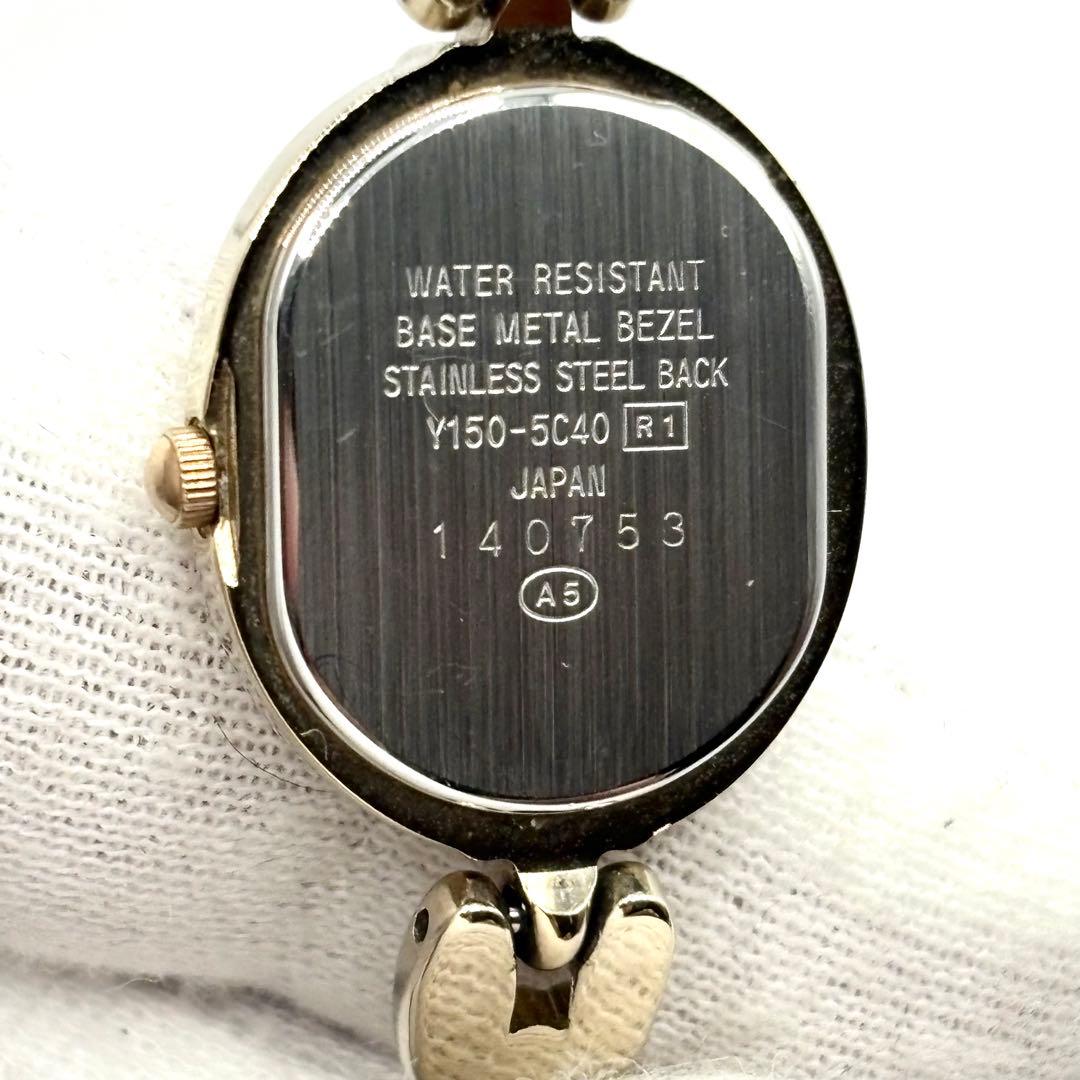 WATER RESISTANT
BASE METAL BEZEL
STAINLESS STEEL BACK
Y150-5C40 R1
JAPAN
140753
A5